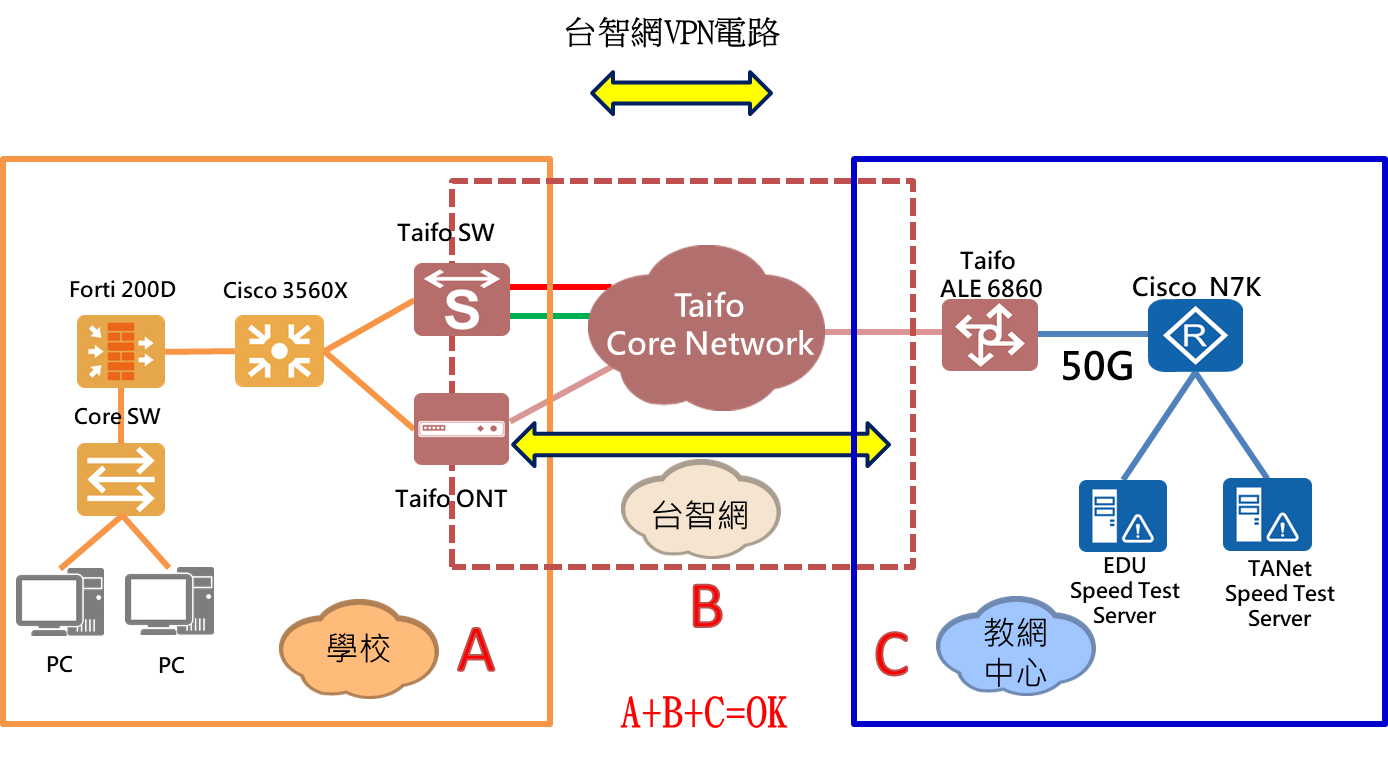 台智網VPN電路
Taifo SW
Forti 200D
Cisco 3560X
S
Core SW
Taifo ONT
PC
PC
學校
A
Taifo
Core Network
台智網
B
A+B+C=OK
Taifo
ALE 6860
Cisco N7K
R
50G
EDU
Speed Test
Server
TANet
Speed Test
Server
C
教網
中心